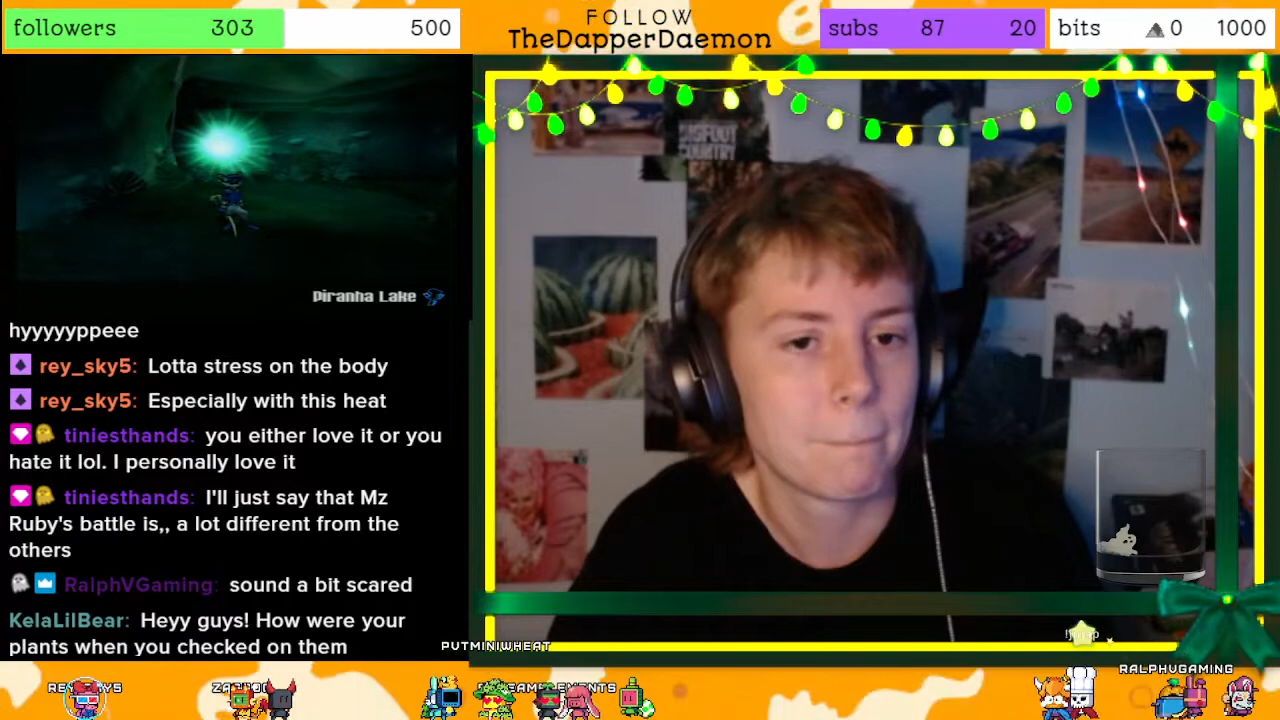 followers 303 500
FOLLOW
TheDapperDaemon
subs 87 20
bits 0 1000
BIGFOOT
COUNTRY
Piranha Lake
hyyyyyppeee
rey_sky5: Lotta stress on the body
rey_sky5: Especially with this heat
tiniesthands: you either love it or you
hate it lol. I personally love it
tiniesthands: I'll just say that Mz
Ruby's battle is,, a lot different from the
others
RalphVGaming: sound a bit scared
KelaLilBear: Heyy guys! How were your
plants when you checked on them
PUTMINIWHEAT
RALPHVGAMING